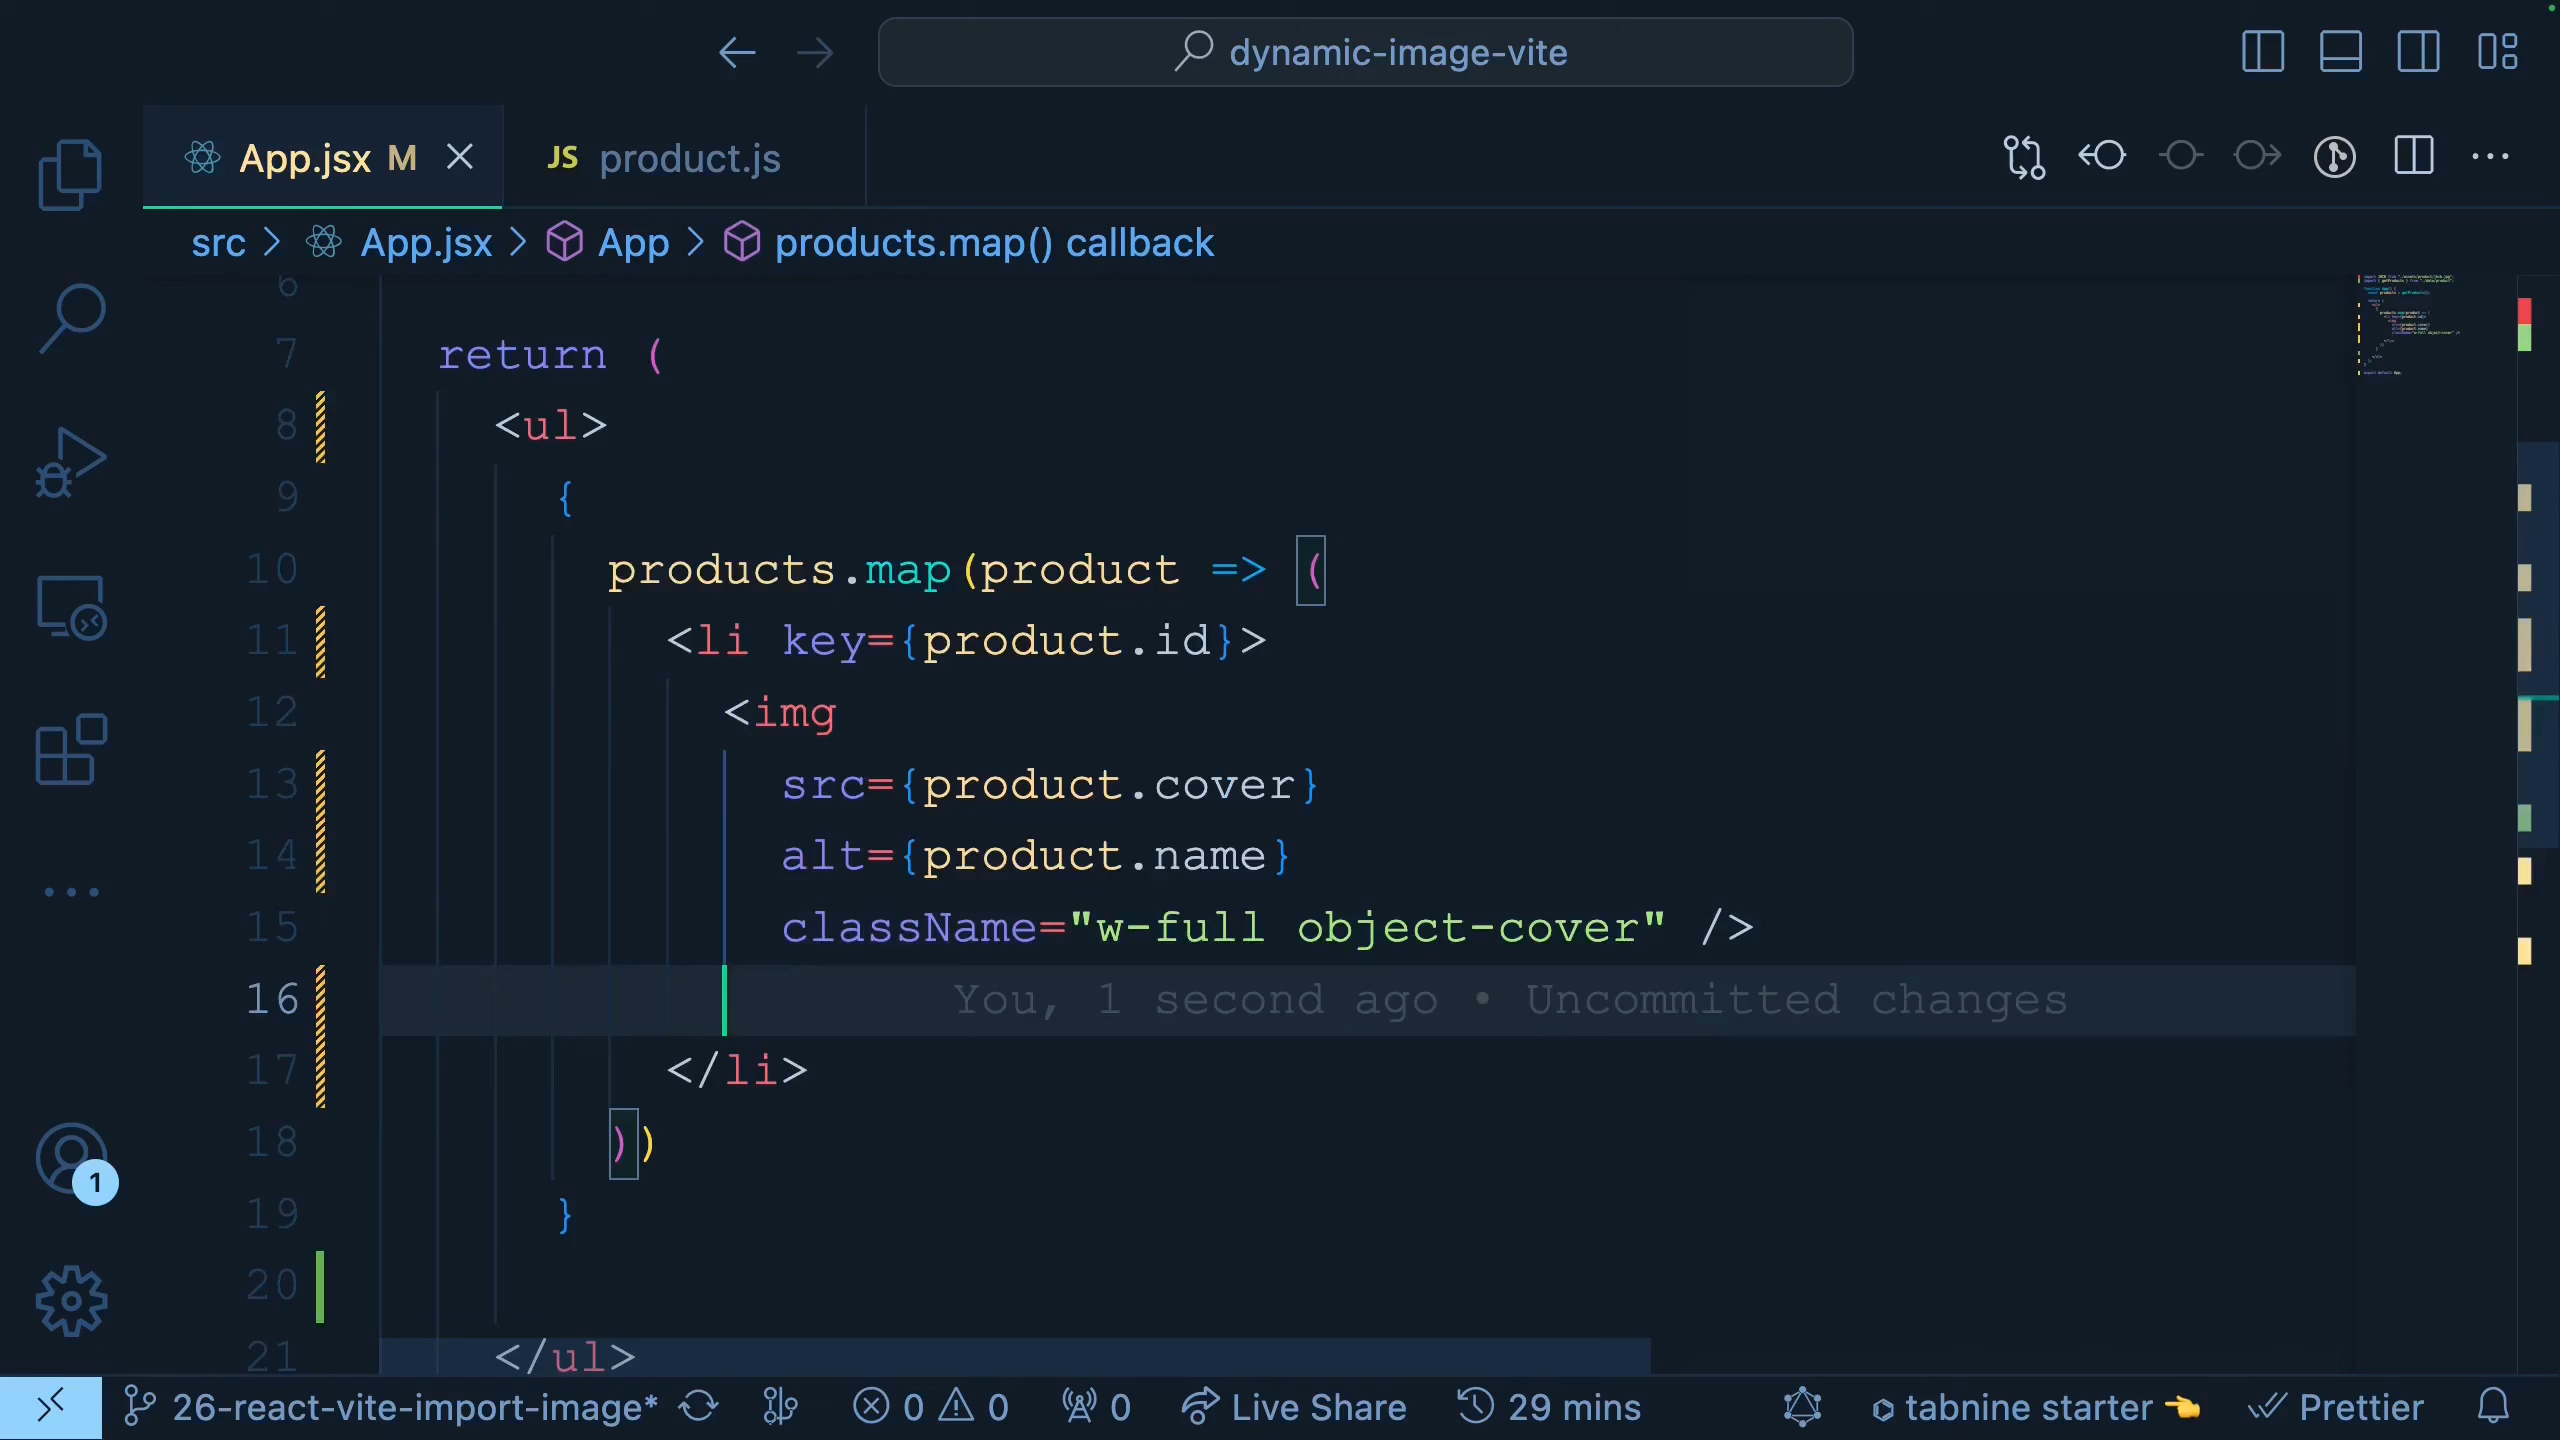 dynamic-image-vite
App.jsx M
JS product.js
src > App.jsx > App > products.map() callback
6
7 return (
8 <ul>
9 {
10 products.map(product => (
11 <li key={product.id}>
12 <img
13 src={product.cover}
14 alt={product.name}
15 className="w-full object-cover" />
16 You, 1 second ago • Uncommitted changes
17 </li>
18 ))
19 }
20
21 </ul>
1
26-react-vite-import-image* 0 0 0 Live Share 29 mins tabnine starter 👈 Prettier